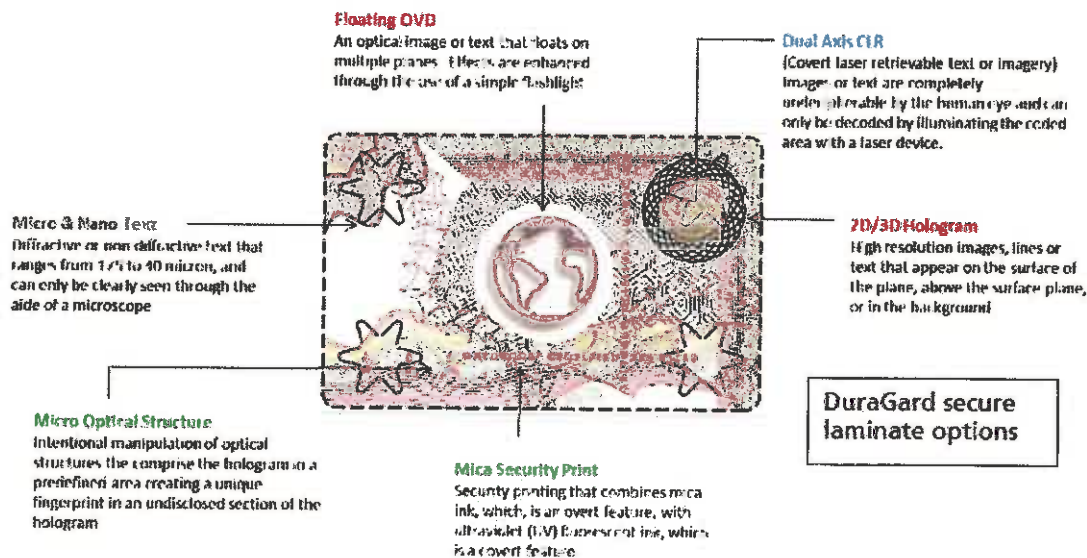 Floating OVD
An optical image or text that floats on
multiple planes. Effects are enhanced
through the use of a simple flashlight
Dual Axis CLR
(Covert laser retrievable text or imagery)
Images or text are completely
undecipherable by the human eye and can
only be decoded by illuminating the coded
area with a laser device.
Micro & Nano Text
Diffractive or non diffractive text that
ranges from 175 to 40 micron, and
can only be clearly seen through the
aide of a microscope
2D/3D Hologram
High resolution images, lines or
text that appear on the surface of
the plane, above the surface plane,
or in the background
Micro Optical Structure
Intentional manipulation of optical
structures the comprise the hologram in a
predefined area creating a unique
fingerprint in an undisclosed section of the
hologram
Mica Security Print
Security printing that combines mica
ink, which, is an overt feature, with
ultraviolet (UV) fluorescent ink, which
is a covert feature
DuraGard secure
laminate options